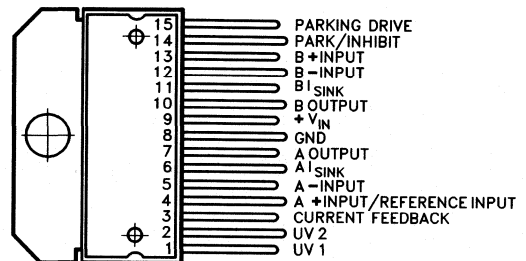 15 PARKING DRIVE
14 PARK/INHIBIT
13 B+INPUT
12 B-INPUT
11 BI SINK
10 B OUTPUT
9 +VIN
8 GND
7 A OUTPUT
6 AI SINK
5 A-INPUT
4 A +INPUT/REFERENCE INPUT
3 CURRENT FEEDBACK
2 UV 2
1 UV 1